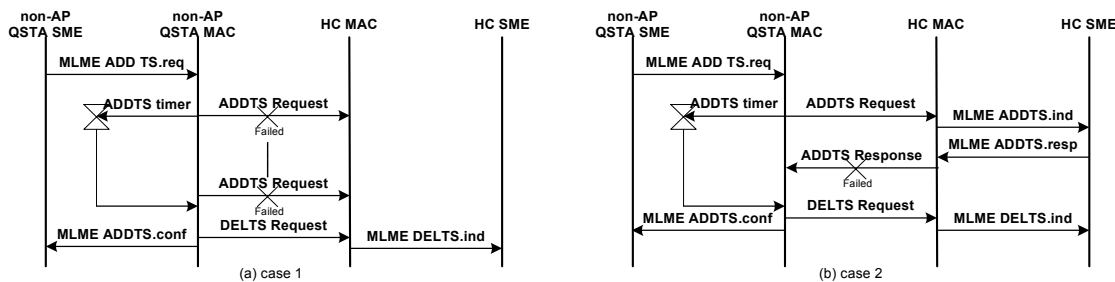 non-AP
QSTA SME
non-AP
QSTA MAC
HC MAC
HC SME
MLME ADD TS.req
ADDTS timer
ADDTS Request
Failed
ADDTS Request
Failed
DELTS Request
MLME ADDTS.conf
MLME DELTS.ind
(a) case 1
non-AP
QSTA SME
non-AP
QSTA MAC
HC MAC
HC SME
MLME ADD TS.req
ADDTS timer
ADDTS Request
MLME ADDTS.ind
MLME ADDTS.resp
ADDTS Response
Failed
DELTS Request
MLME ADDTS.conf
MLME DELTS.ind
(b) case 2